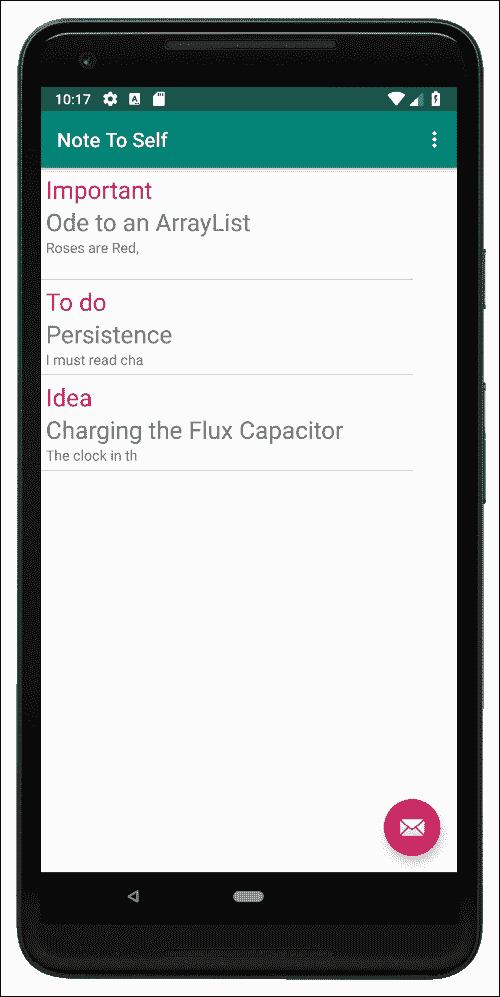 10:17
Note To Self
Important
Ode to an ArrayList
Roses are Red,
To do
Persistence
I must read cha
Idea
Charging the Flux Capacitor
The clock in th